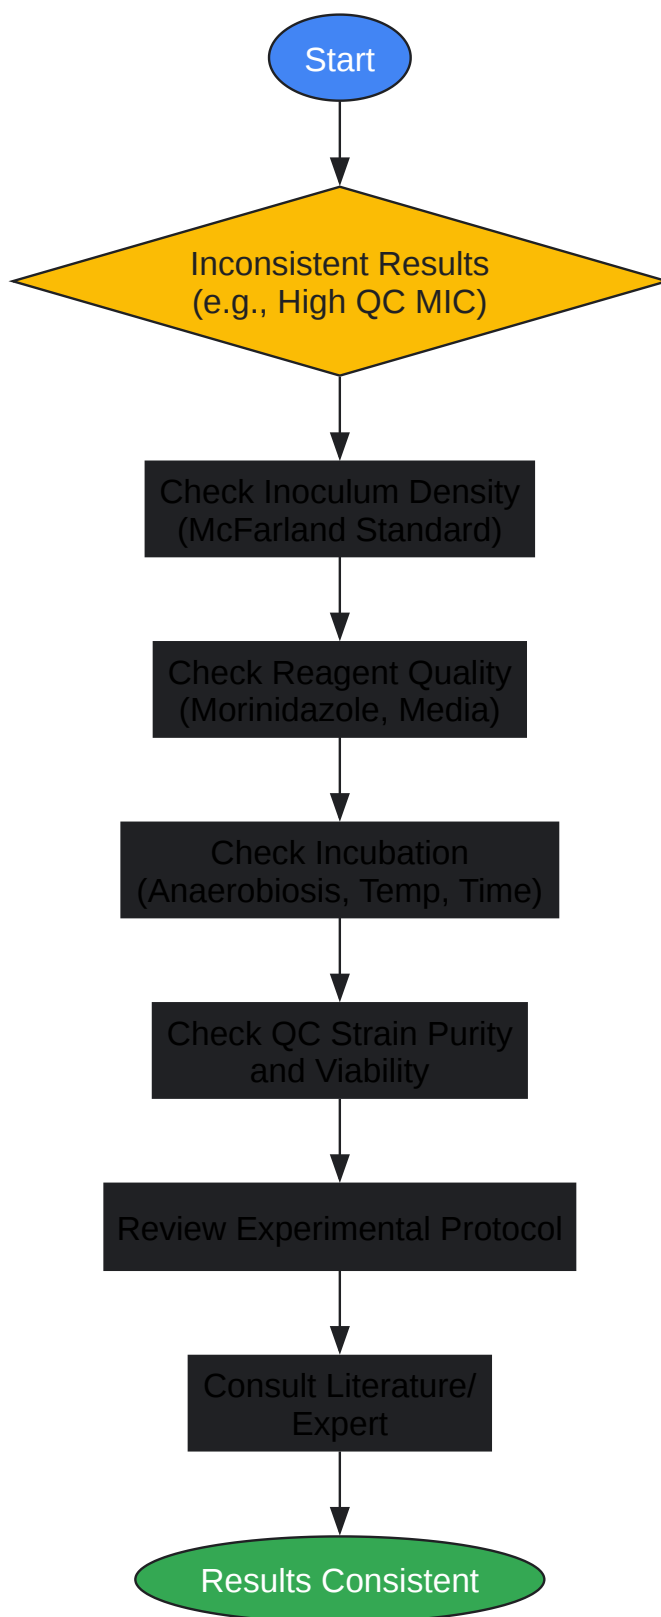 Start
Inconsistent Results
(e.g., High QC MIC)
Check Inoculum Density
(McFarland Standard)
Check Reagent Quality
(Morinidazole, Media)
Check Incubation
(Anaerobiosis, Temp, Time)
Check QC Strain Purity
and Viability
Review Experimental Protocol
Consult Literature/
Expert
Results Consistent